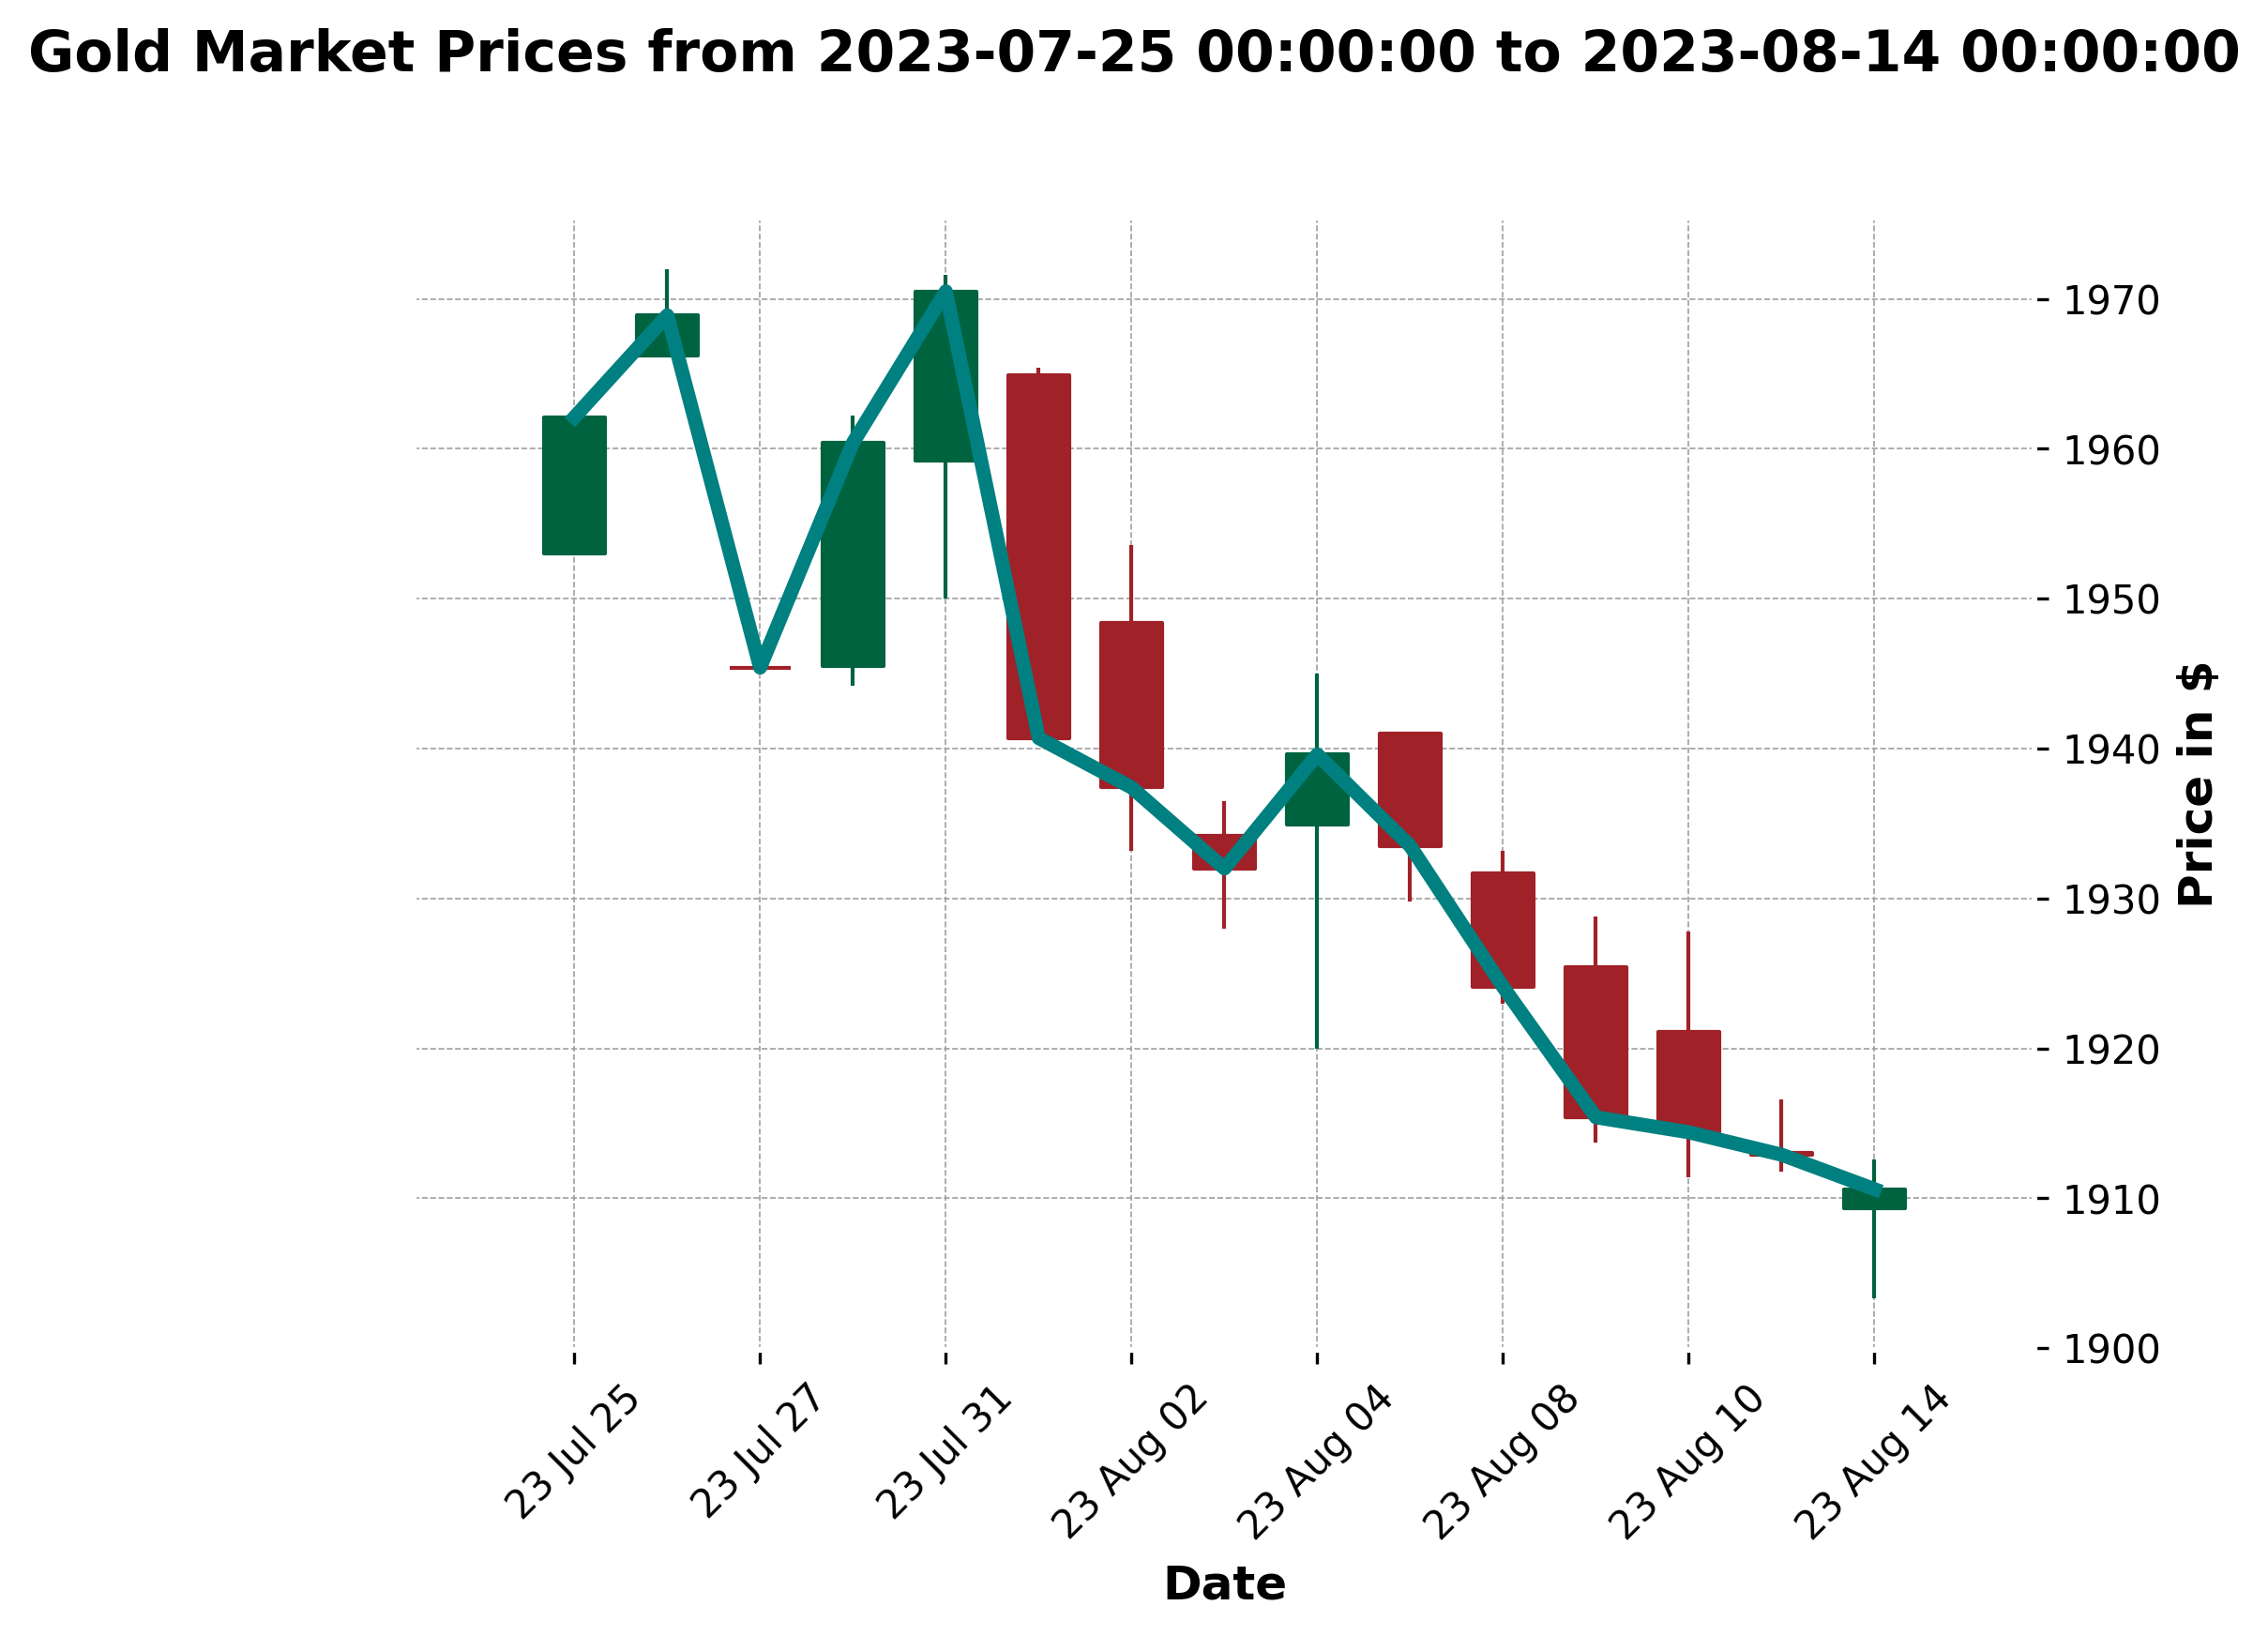 Gold Market Prices from 2023-07-25 00:00:00 to 2023-08-14 00:00:00
1970
1960
1950
1940
1930
1920
1910
1900
Price in $
23 Jul 25
23 Jul 27
23 Jul 31
23 Aug 02
23 Aug 04
23 Aug 08
23 Aug 10
23 Aug 14
Date